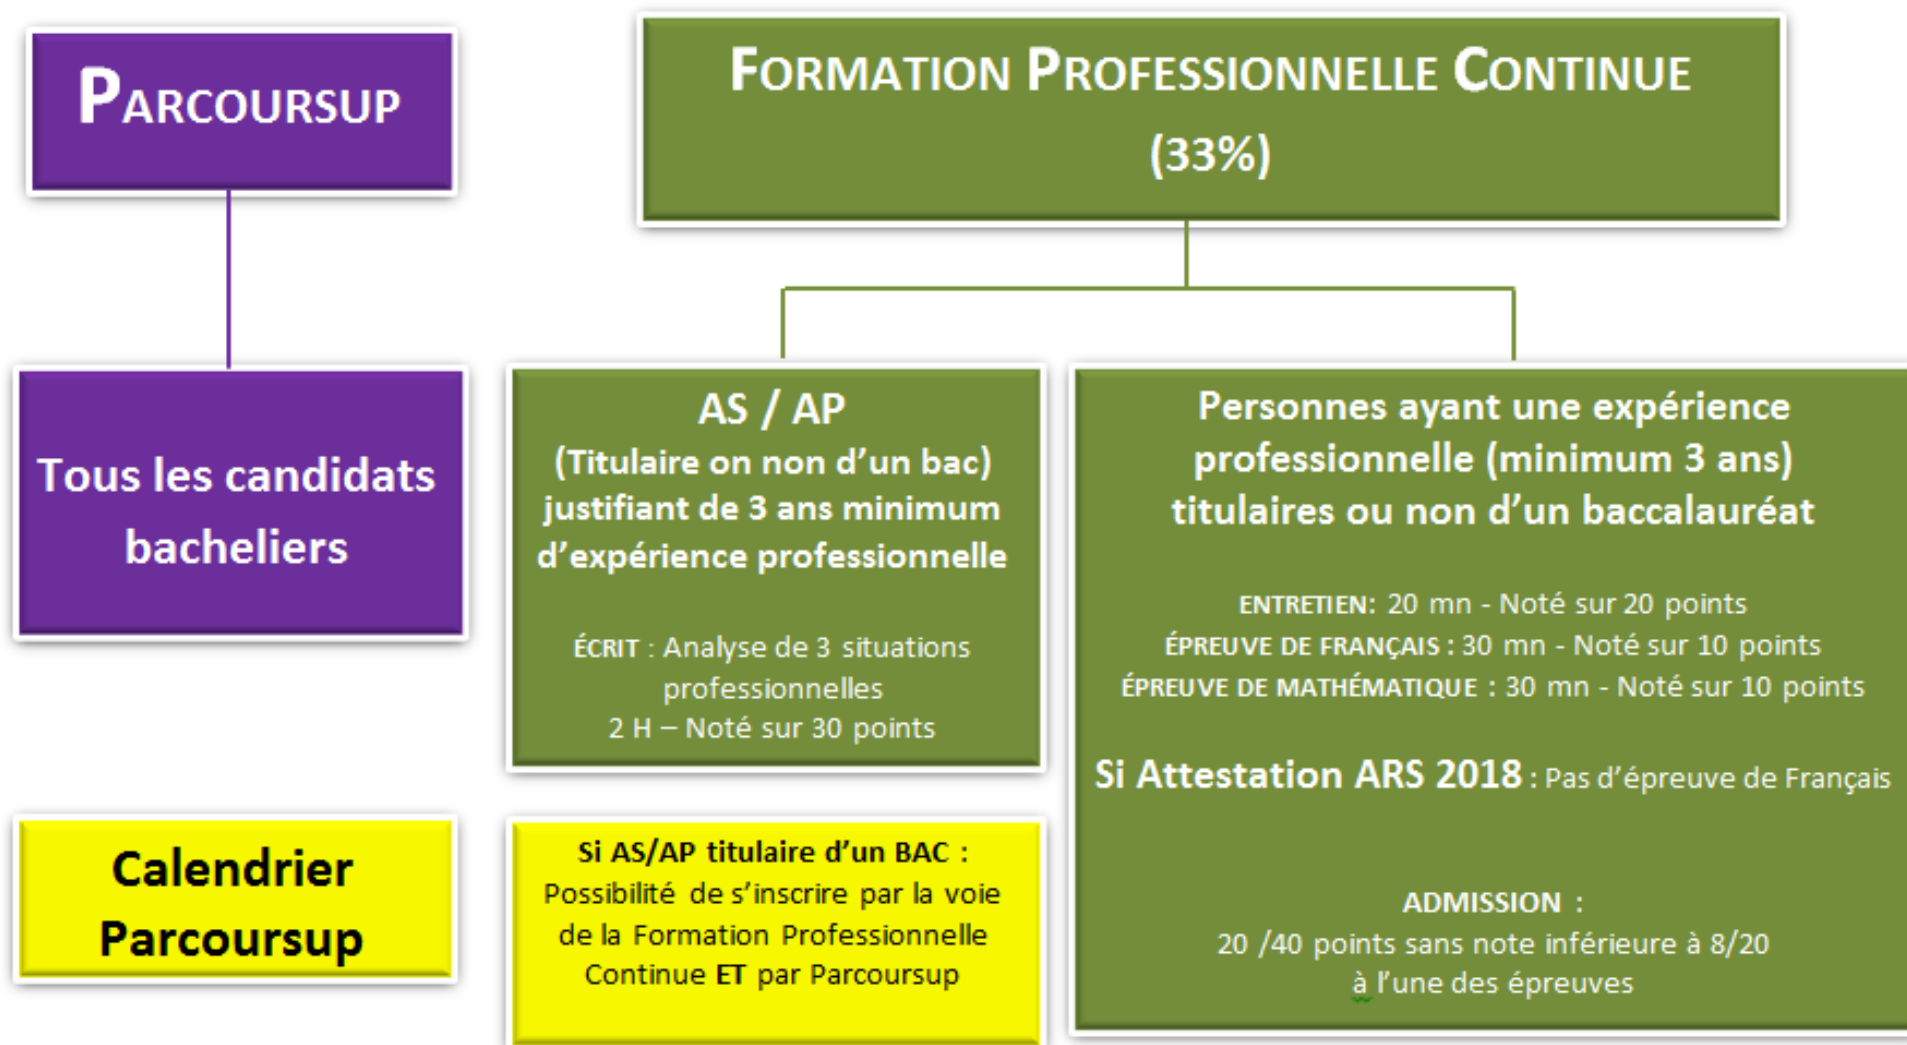 PARCOURSUP
FORMATION PROFESSIONNELLE CONTINUE
(33%)
Tous les candidats
bacheliers
AS / AP
(Titulaire on non d’un bac)
justifiant de 3 ans minimum
d’expérience professionnelle
ÉCRIT : Analyse de 3 situations
professionnelles
2 H – Noté sur 30 points
Personnes ayant une expérience
professionnelle (minimum 3 ans)
titulaires ou non d’un baccalauréat
ENTRETIEN: 20 mn - Noté sur 20 points
ÉPREUVE DE FRANÇAIS : 30 mn - Noté sur 10 points
ÉPREUVE DE MATHÉMATIQUE : 30 mn - Noté sur 10 points
Si Attestation ARS 2018 : Pas d’épreuve de Français
ADMISSION :
20 /40 points sans note inférieure à 8/20
à l’une des épreuves
Calendrier
Parcoursup
Si AS/AP titulaire d’un BAC :
Possibilité de s’inscrire par la voie
de la Formation Professionnelle
Continue ET par Parcoursup